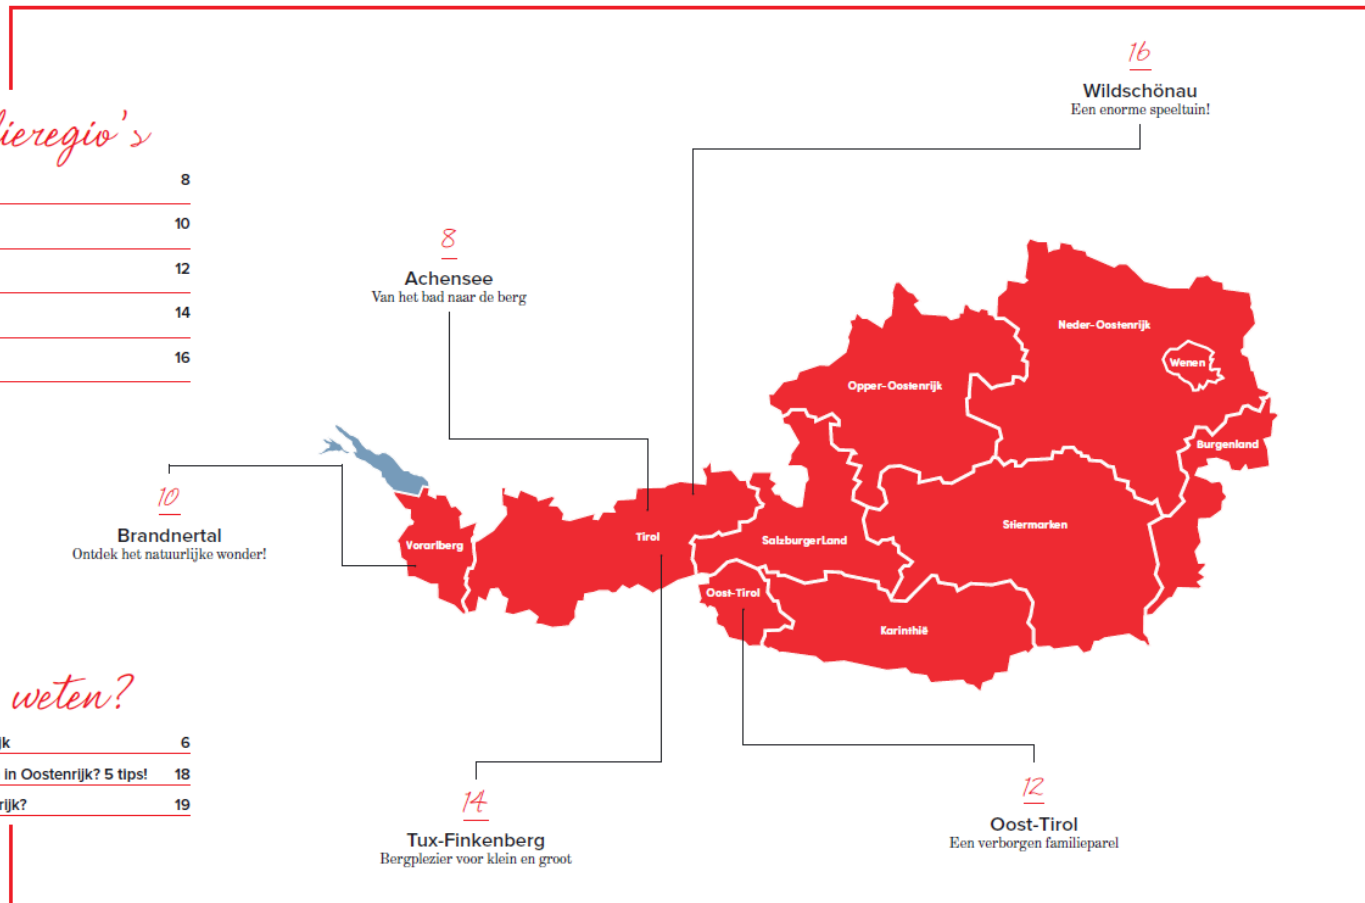 lieregio's
8
10
12
14
16
weten?
jk 6
in Oostenrijk? 5 tips! 18
rijk? 19
16
Wildschönau
Een enorme speeltuin!
8
Achensee
Van het bad naar de berg
10
Brandnertal
Ontdek het natuurlijke wonder!
Neder-Oostenrijk
Wenen
Opper-Oostenrijk
Burgenland
Stiermarken
Vorarlberg
Tirol
SalzburgerLand
Oost-Tirol
Karinthië
14
Tux-Finkenberg
Bergplezier voor klein en groot
12
Oost-Tirol
Een verborgen familieparel